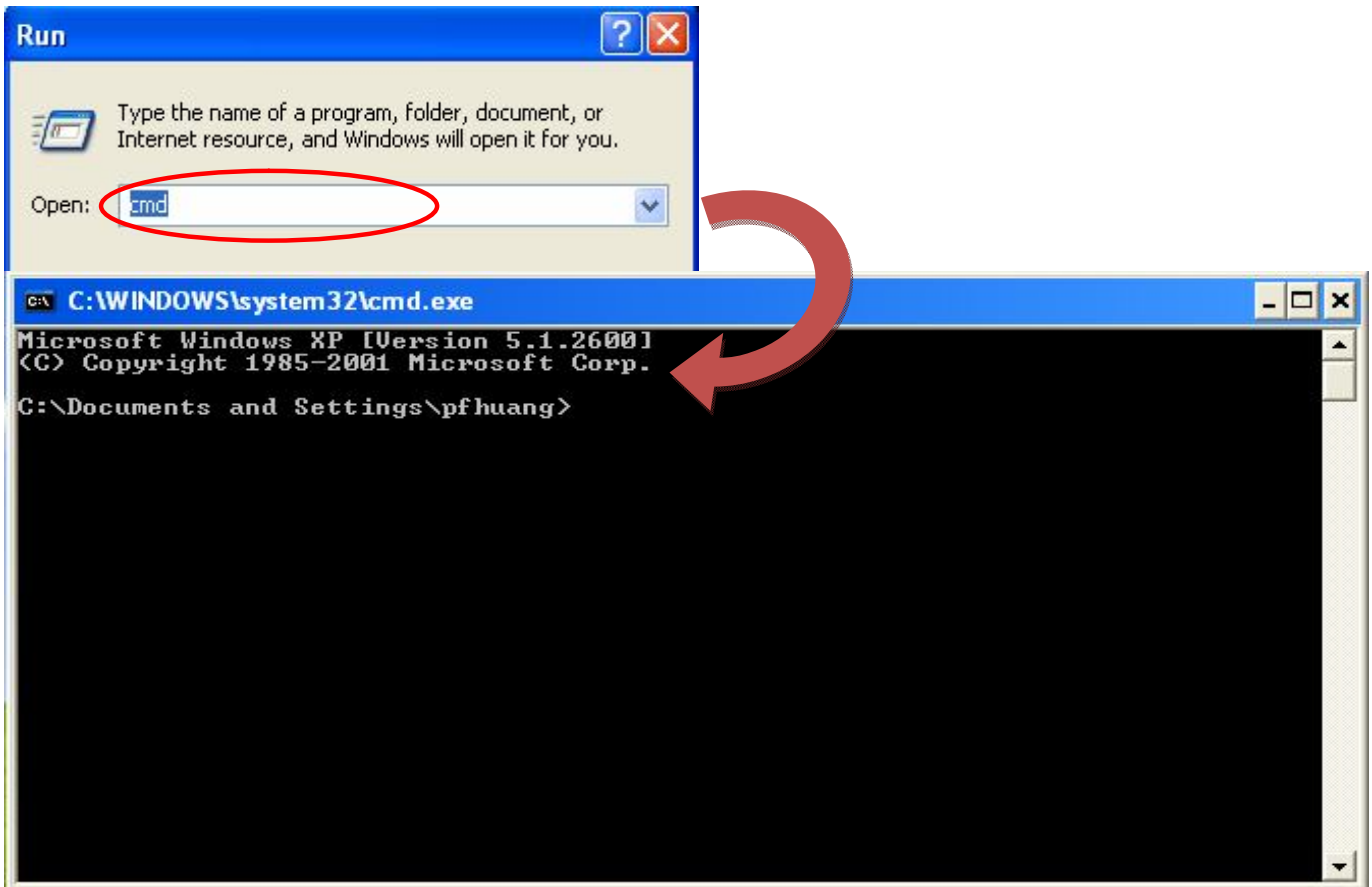 Run
Type the name of a program, folder, document, or
Internet resource, and Windows will open it for you.
Open: cmd
C:\WINDOWS\system32\cmd.exe
Microsoft Windows XP [Version 5.1.2600]
(C) Copyright 1985-2001 Microsoft Corp.
C:\Documents and Settings\pfhuang>